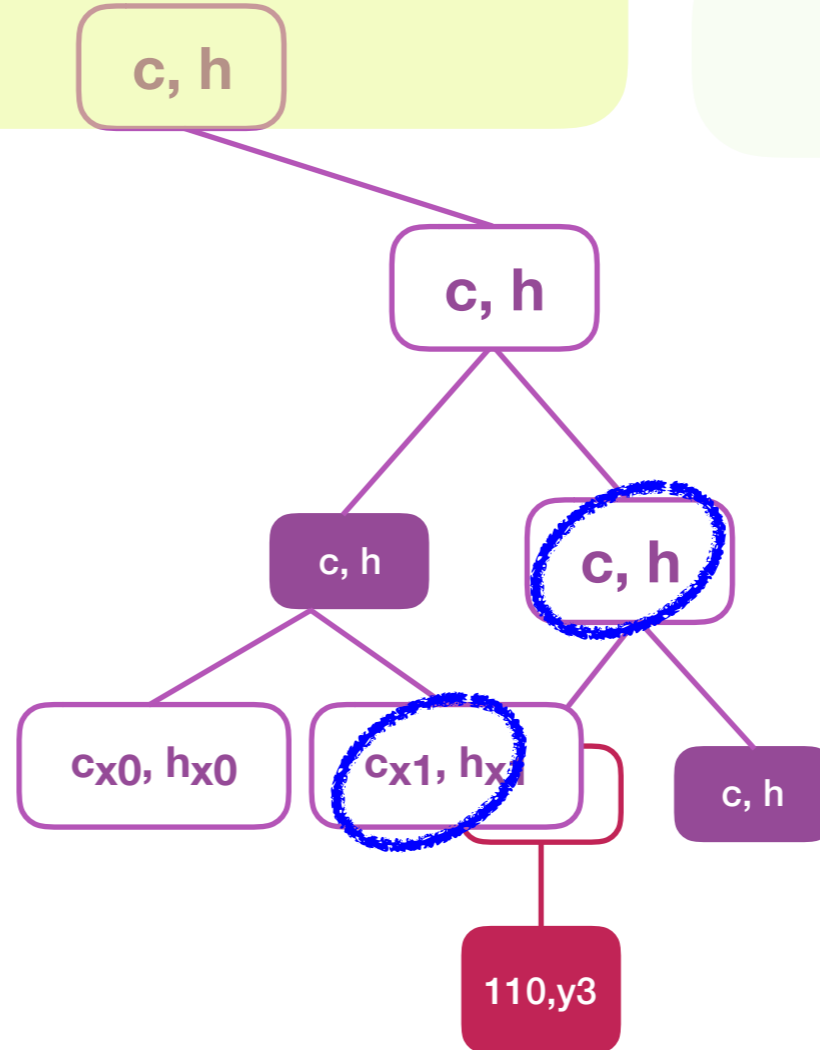 c, h
c, h
c, h
c, h
cx0, hx0
cx1, hx1
c, h
110,y3